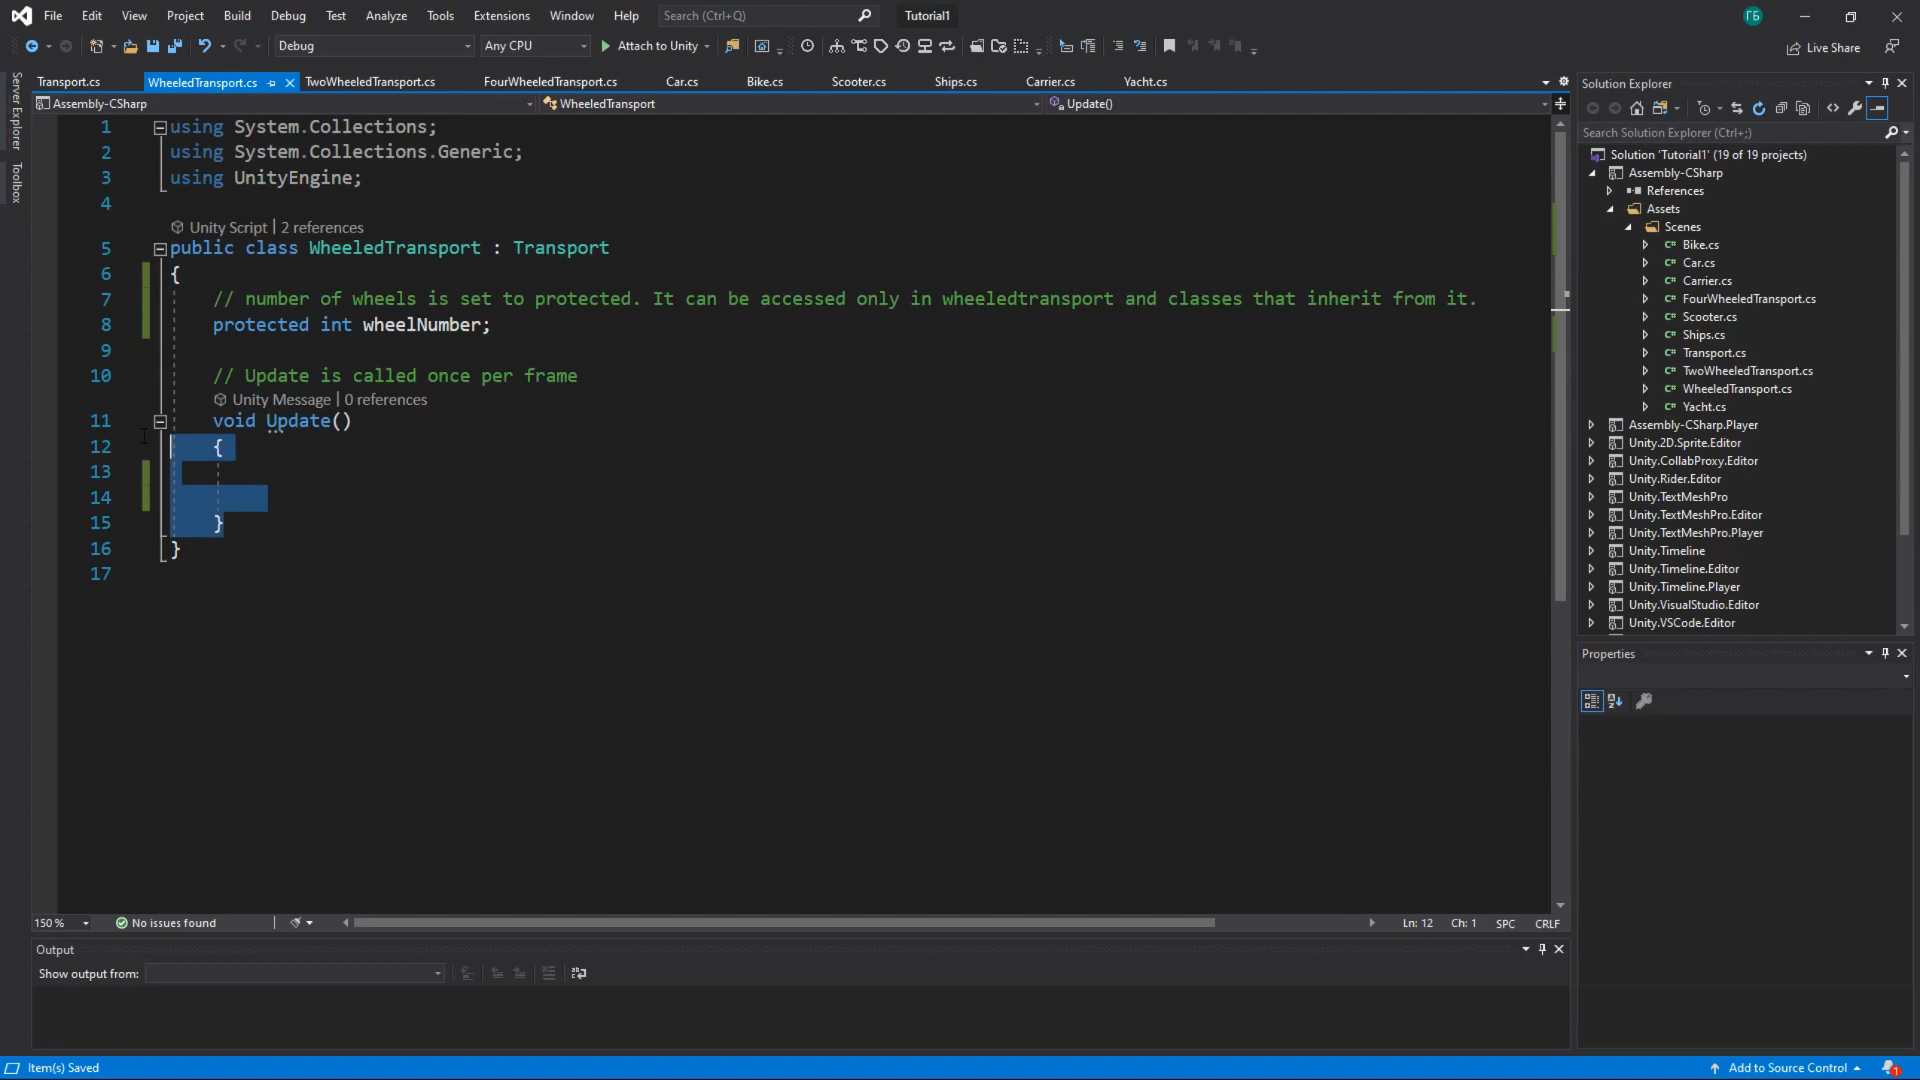 File Edit View Project Build Debug Test Analyze Tools Extensions Window Help Search (Ctrl+Q) Tutorial1 ГБ
Debug Any CPU Attach to Unity Live Share
Server Explorer
Toolbox
Transport.cs WheeledTransport.cs TwoWheeledTransport.cs FourWheeledTransport.cs Car.cs Bike.cs Scooter.cs Ships.cs Carrier.cs Yacht.cs
Assembly-CSharp WheeledTransport Update()
1 using System.Collections;
2 using System.Collections.Generic;
3 using UnityEngine;
4
Unity Script | 2 references
5 public class WheeledTransport : Transport
6 {
7 // number of wheels is set to protected. It can be accessed only in wheeledtransport and classes that inherit from it.
8 protected int wheelNumber;
9
10 // Update is called once per frame
Unity Message | 0 references
11 void Update()
12 {
13
14
15 }
16 }
17
150 % No issues found Ln: 12 Ch: 1 SPC CRLF
Output
Show output from:
Item(s) Saved Add to Source Control 1
Solution Explorer
Search Solution Explorer (Ctrl+;)
Solution 'Tutorial1' (19 of 19 projects)
Assembly-CSharp
References
Assets
Scenes
C# Bike.cs
C# Car.cs
C# Carrier.cs
C# FourWheeledTransport.cs
C# Scooter.cs
C# Ships.cs
C# Transport.cs
C# TwoWheeledTransport.cs
C# WheeledTransport.cs
C# Yacht.cs
Assembly-CSharp.Player
Unity.2D.Sprite.Editor
Unity.CollabProxy.Editor
Unity.Rider.Editor
Unity.TextMeshPro
Unity.TextMeshPro.Editor
Unity.TextMeshPro.Player
Unity.Timeline
Unity.Timeline.Editor
Unity.Timeline.Player
Unity.VisualStudio.Editor
Unity.VSCode.Editor
Properties